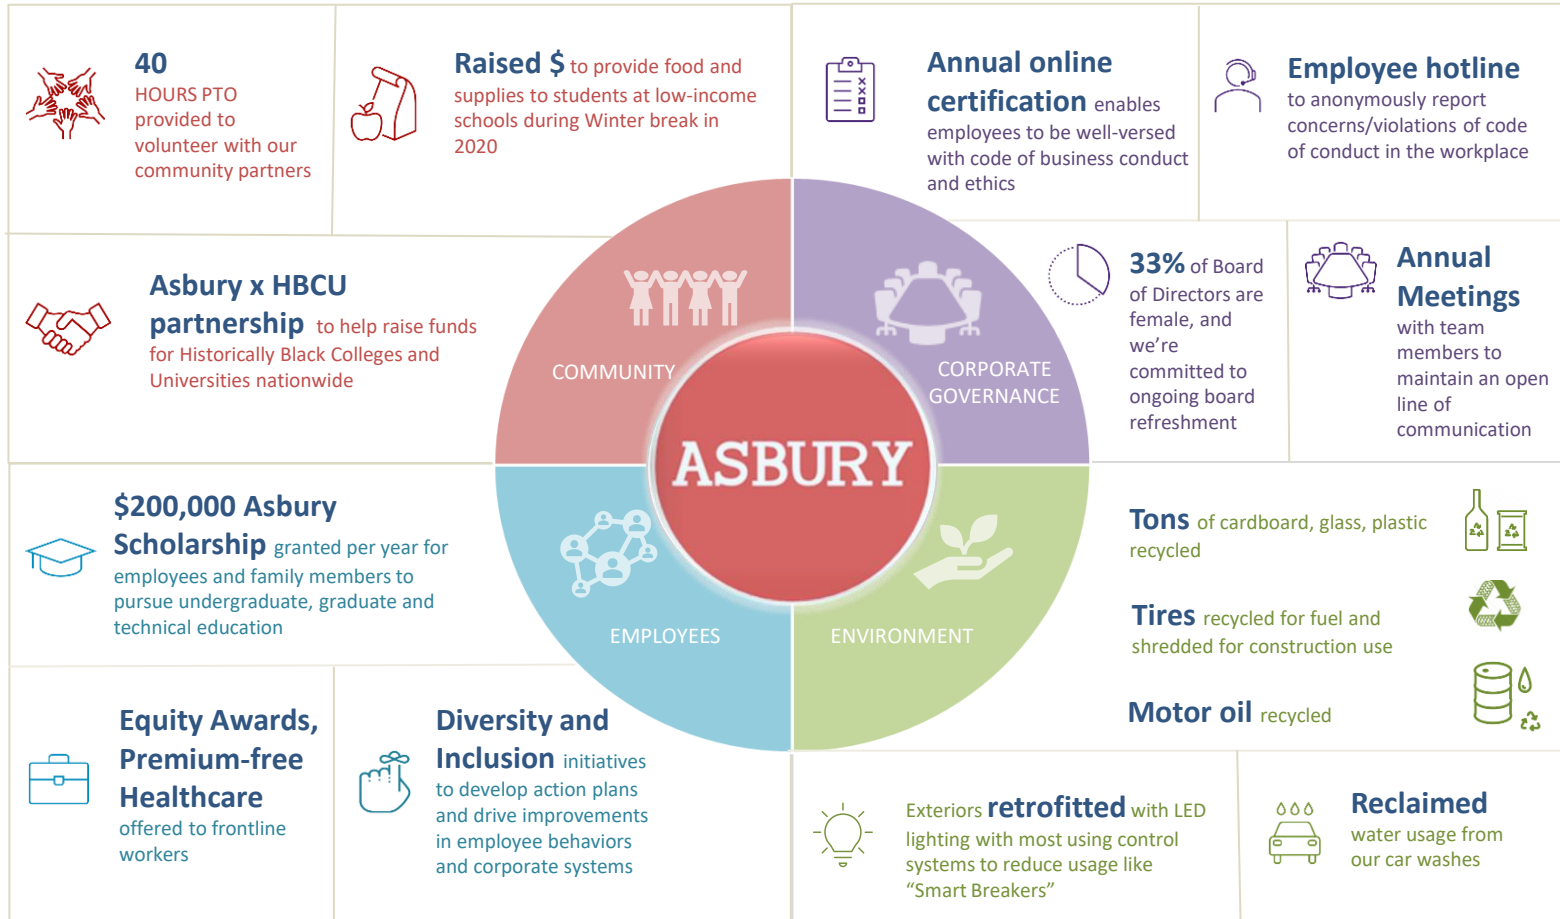 40
HOURS PTO
provided to
volunteer with our
community partners
Raised $ to provide food and
supplies to students at low-income
schools during Winter break in
2020
Annual online
certification enables
employees to be well-versed
with code of business conduct
and ethics
Employee hotline
to anonymously report
concerns/violations of code
of conduct in the workplace
Asbury x HBCU
partnership to help raise funds
for Historically Black Colleges and
Universities nationwide
COMMUNITY
CORPORATE
GOVERNANCE
33% of Board
of Directors are
female, and
we’re
committed to
ongoing board
refreshment
Annual
Meetings
with team
members to
maintain an open
line of
communication
ASBURY
$200,000 Asbury
Scholarship granted per year for
employees and family members to
pursue undergraduate, graduate and
technical education
EMPLOYEES
ENVIRONMENT
Tons of cardboard, glass, plastic
recycled
Tires recycled for fuel and
shredded for construction use
Motor oil recycled
Equity Awards,
Premium-free
Healthcare
offered to frontline
workers
Diversity and
Inclusion initiatives
to develop action plans
and drive improvements
in employee behaviors
and corporate systems
Exteriors retrofitted with LED
lighting with most using control
systems to reduce usage like
“Smart Breakers”
Reclaimed
water usage from
our car washes